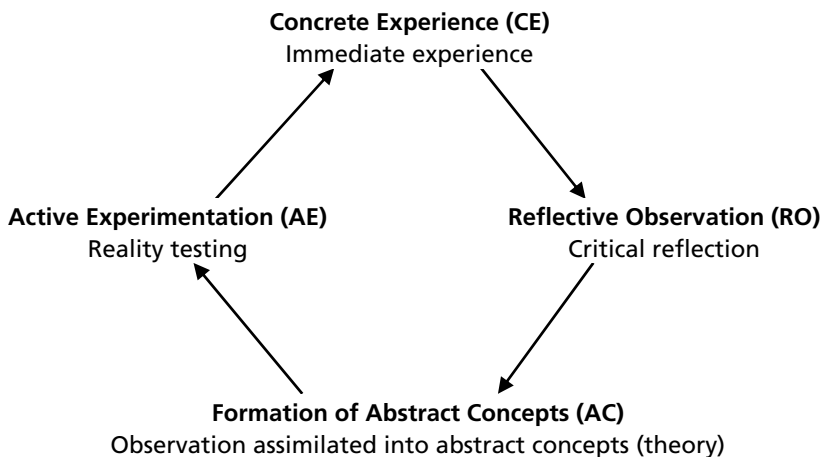 Concrete Experience (CE)
Immediate experience
Active Experimentation (AE)
Reality testing
Reflective Observation (RO)
Critical reflection
Formation of Abstract Concepts (AC)
Observation assimilated into abstract concepts (theory)